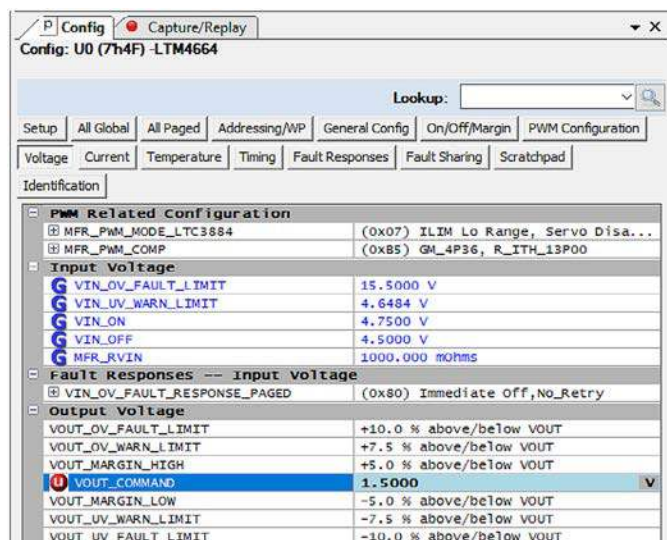 Config Capture/Replay
Config: U0 (7'h4F) -LTM4664
Lookup:
Setup All Global All Paged Addressing/WP General Config On/Off/Margin PWM Configuration
Voltage Current Temperature Timing Fault Responses Fault Sharing Scratchpad
Identification
PWM Related Configuration
MFR_PWM_MODE_LTC3884 (0x07) ILIM Lo Range, Servo Disa...
MFR_PWM_COMP (0xB5) GM_4P36, R_ITH_13P00
Input Voltage
G VIN_OV_FAULT_LIMIT 15.5000 V
G VIN_UV_WARN_LIMIT 4.6484 V
G VIN_ON 4.7500 V
G VIN_OFF 4.5000 V
G MFR_RVIN 1000.000 mOhms
Fault Responses -- Input Voltage
VIN_OV_FAULT_RESPONSE_PAGED (0x80) Immediate Off,No_Retry
Output Voltage
VOUT_OV_FAULT_LIMIT +10.0 % above/below VOUT
VOUT_OV_WARN_LIMIT +7.5 % above/below VOUT
VOUT_MARGIN_HIGH +5.0 % above/below VOUT
U VOUT_COMMAND 1.5000 V
VOUT_MARGIN_LOW -5.0 % above/below VOUT
VOUT_UV_WARN_LIMIT -7.5 % above/below VOUT
VOUT_UV_FAULT_LIMIT -10.0 % above/below VOUT